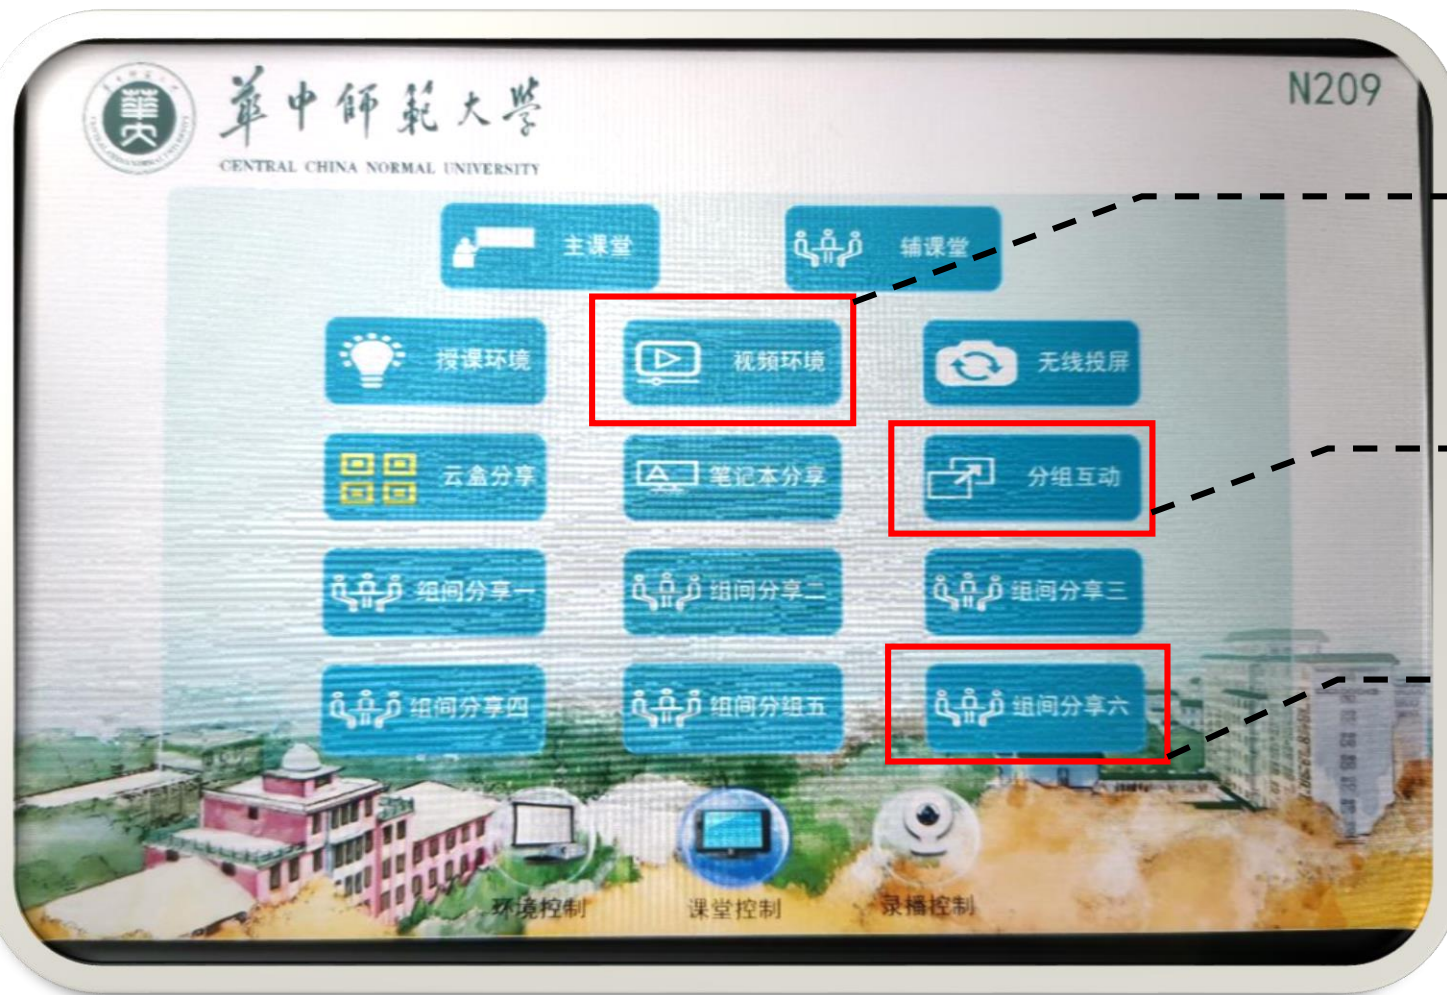 華中師範大學
CENTRAL CHINA NORMAL UNIVERSITY
N209
主课堂 辅课堂
授课环境 视频环境 无线投屏
云盒分享 笔记本分享 分组互动
组间分享一 组间分享二 组间分享三
组间分享四 组间分组五 组间分享六
环境控制 课堂控制 录播控制